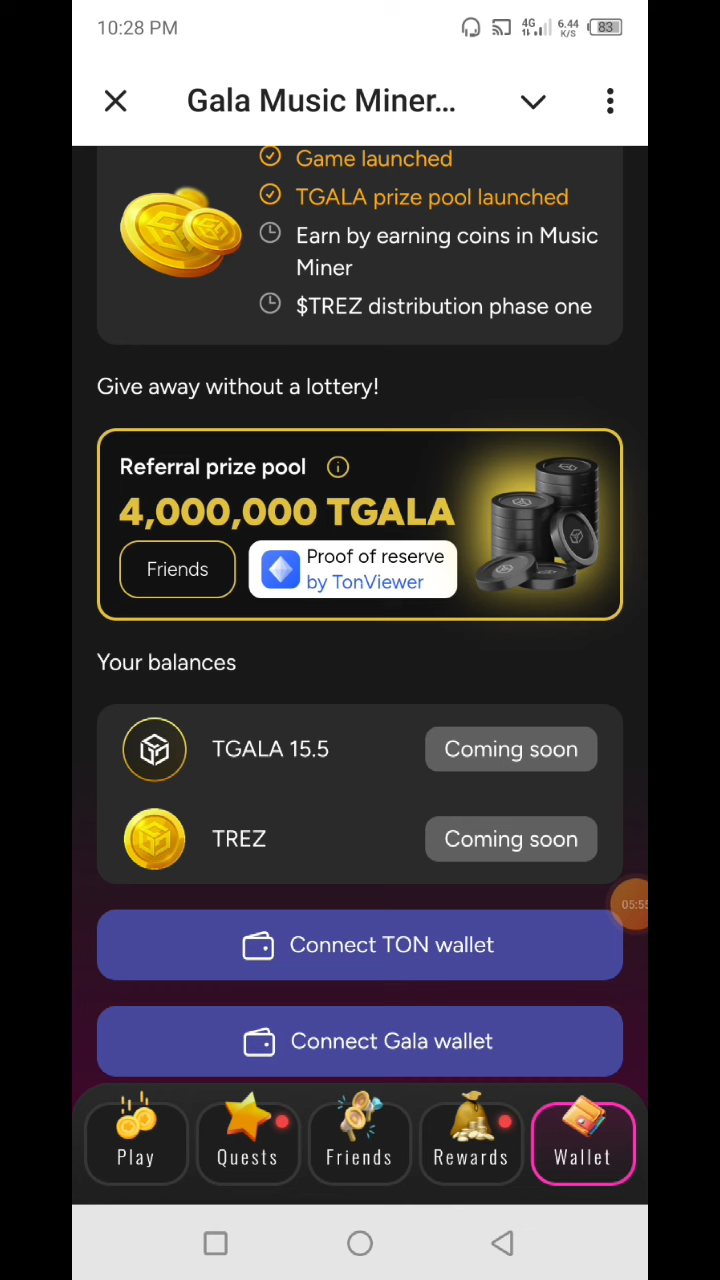 10:28 PM
4G
6.44
K/S
83
Gala Music Miner...
Game launched
TGALA prize pool launched
Earn by earning coins in Music
Miner
$TREZ distribution phase one
Give away without a lottery!
Referral prize pool
4,000,000 TGALA
Friends
Proof of reserve
by TonViewer
Your balances
TGALA 15.5
Coming soon
TREZ
Coming soon
05:55
Connect TON wallet
Connect Gala wallet
Play
Quests
Friends
Rewards
Wallet